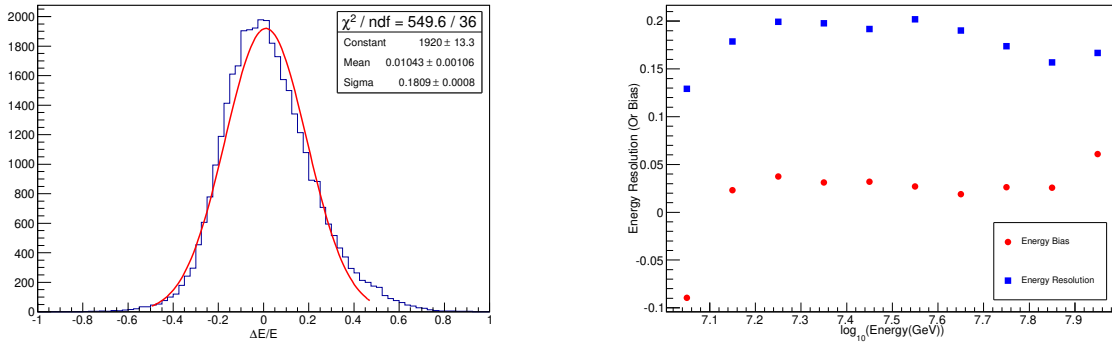 χ² / ndf = 549.6 / 36
Constant 1920 ± 13.3
Mean 0.01043 ± 0.00106
Sigma 0.1809 ± 0.0008
2000
1800
1600
1400
1200
1000
800
600
400
200
0
-1 -0.8 -0.6 -0.4 -0.2 0 0.2 0.4 0.6 0.8 1
ΔE/E
Energy Resolution (Or Bias)
0.2
0.15
0.1
0.05
0
-0.05
-0.1
Energy Bias
Energy Resolution
7.1 7.2 7.3 7.4 7.5 7.6 7.7 7.8 7.9
log₁₀(Energy(GeV))